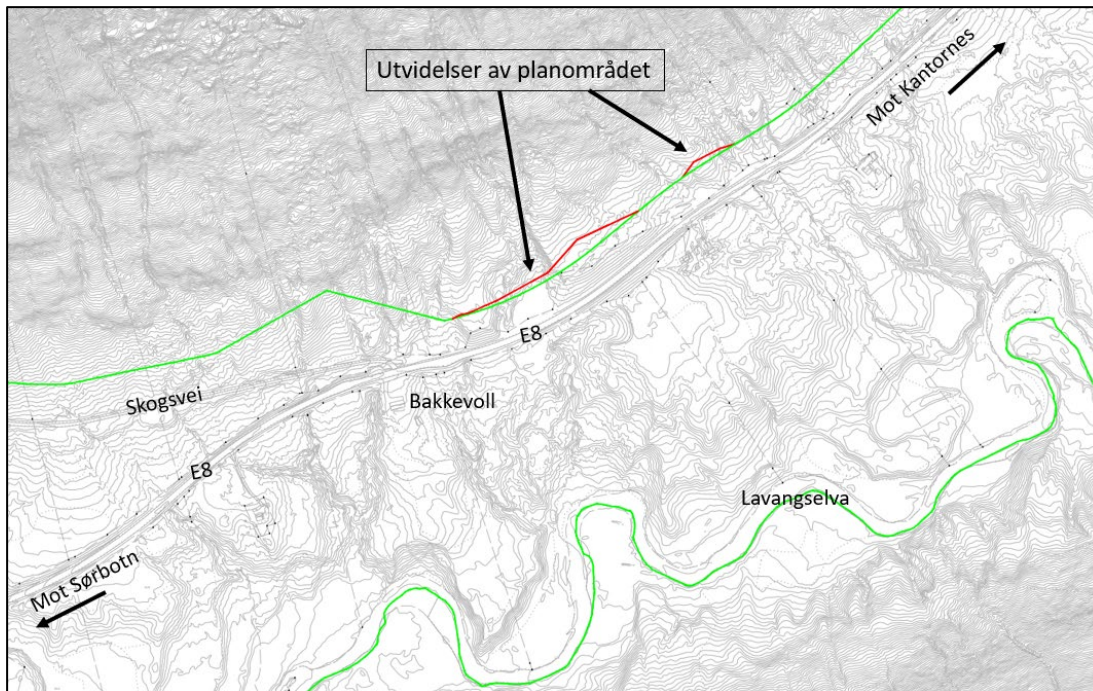 Utvidelser av planområdet
Mot Kantornes
E8
Skogsvei
Bakkevoll
E8
Lavangselva
Mot Sørbotn